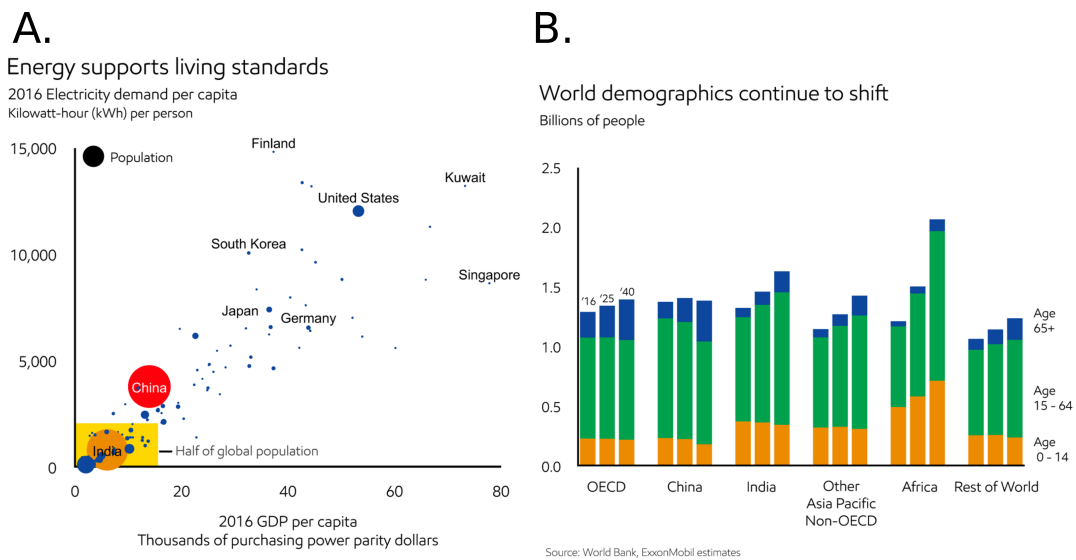 A.
Energy supports living standards
2016 Electricity demand per capita
Kilowatt-hour (kWh) per person
15,000
10,000
5,000
0
Population
Finland
Kuwait
United States
South Korea
Singapore
Japan
Germany
China
India
Half of global population
0 20 40 60 80
2016 GDP per capita
Thousands of purchasing power parity dollars
B.
World demographics continue to shift
Billions of people
2.5
2.0
1.5
1.0
0.5
0.0
'16 '25 '40
Age
65+
Age
15 - 64
Age
0 - 14
OECD
China
India
Other
Asia Pacific
Non-OECD
Africa
Rest of World
Source: World Bank, ExxonMobil estimates